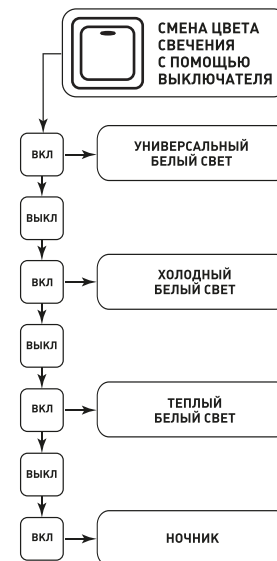 СМЕНА ЦВЕТА
СВЕЧЕНИЯ
С ПОМОЩЬЮ
ВЫКЛЮЧАТЕЛЯ
ВКЛ
УНИВЕРСАЛЬНЫЙ
БЕЛЫЙ СВЕТ
ВЫКЛ
ВКЛ
ХОЛОДНЫЙ
БЕЛЫЙ СВЕТ
ВЫКЛ
ВКЛ
ТЕПЛЫЙ
БЕЛЫЙ СВЕТ
ВЫКЛ
ВКЛ
НОЧНИК